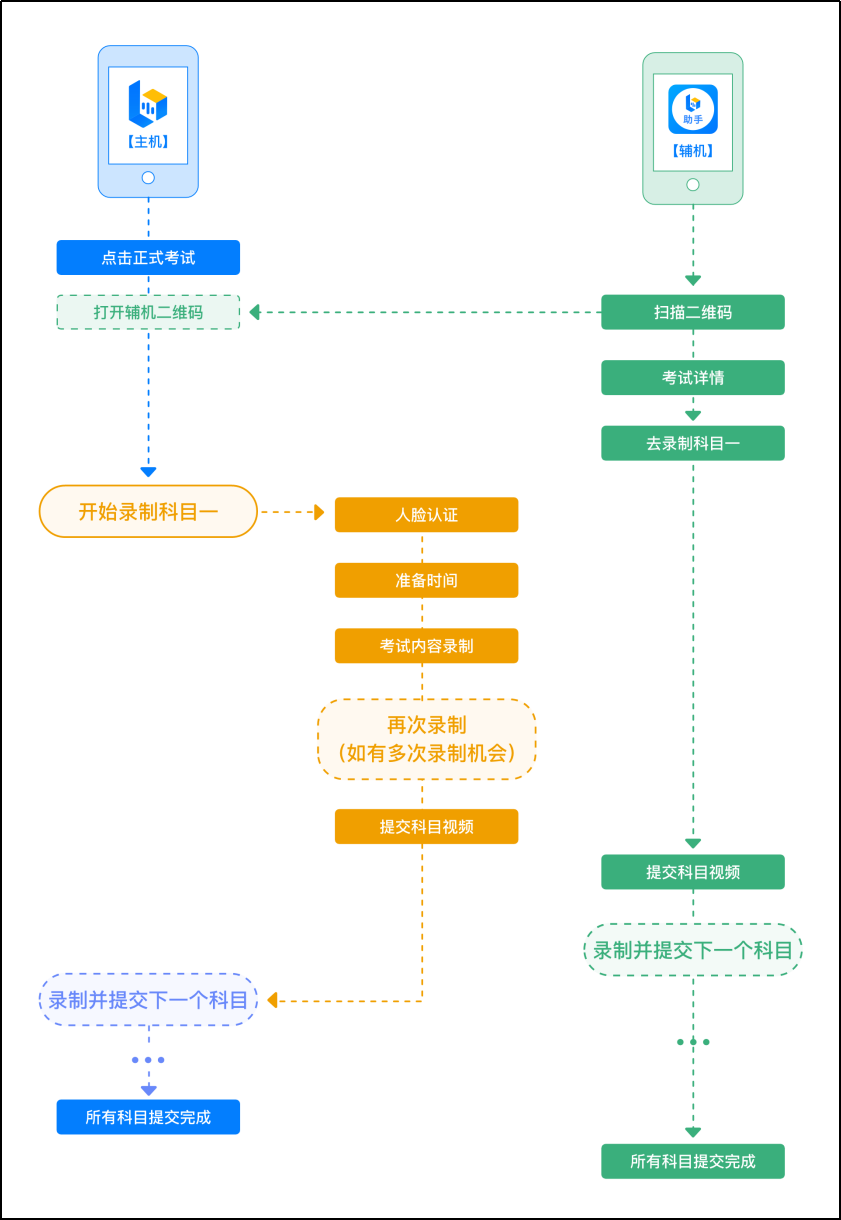 【主机】
助手
【辅机】
点击正式考试
打开辅机二维码
扫描二维码
考试详情
去录制科目一
开始录制科目一
人脸认证
准备时间
考试内容录制
再次录制
（如有多次录制机会）
提交科目视频
提交科目视频
录制并提交下一个科目
录制并提交下一个科目
所有科目提交完成
所有科目提交完成